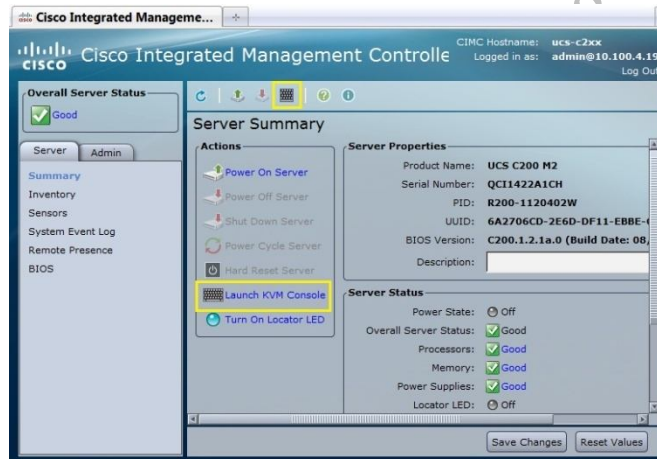 Cisco Integrated Manageme...
CISCO Cisco Integrated Management Controlle
CIMC Hostname: ucs-c2xx
Logged in as: admin@10.100.4.19
Log Ou
Overall Server Status
Good
Server Admin
Summary
Inventory
Sensors
System Event Log
Remote Presence
BIOS
Server Summary
Actions
Power On Server
Power Off Server
Shut Down Server
Power Cycle Server
Hard Reset Server
Launch KVM Console
Turn On Locator LED
Server Properties
Product Name: UCS C200 M2
Serial Number: QCI1422A1CH
PID: R200-1120402W
UUID: 6A2706CD-2E6D-DF11-EBBE-
BIOS Version: C200.1.2.1a.0 (Build Date: 08,
Description:
Server Status
Power State: Off
Overall Server Status: Good
Processors: Good
Memory: Good
Power Supplies: Good
Locator LED: Off
Save Changes Reset Values